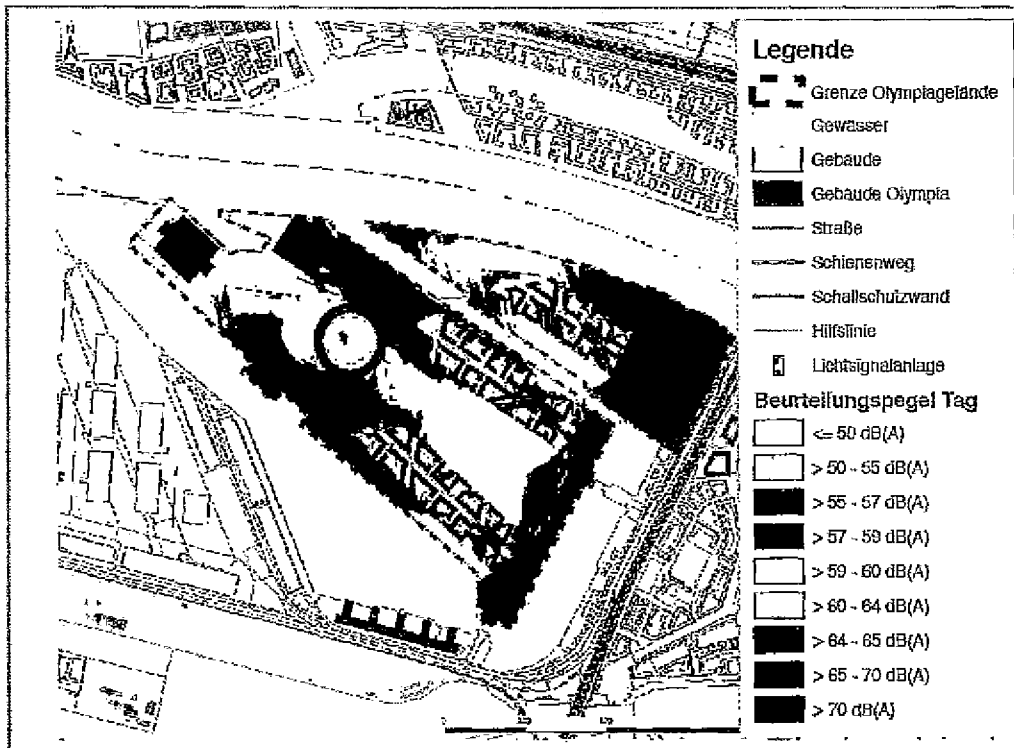 Legende
Grenze Olympiagelände
Gewässer
Gebäude
Gebäude Olympia
Straße
Schienenweg
Schallschutzwand
Hilfslinie
Lichtsignalanlage
Beurteilungspegel Tag
<= 50 dB(A)
> 50 - 55 dB(A)
> 55 - 57 dB(A)
> 57 - 59 dB(A)
> 59 - 60 dB(A)
> 60 - 64 dB(A)
> 64 - 65 dB(A)
> 65 - 70 dB(A)
> 70 dB(A)